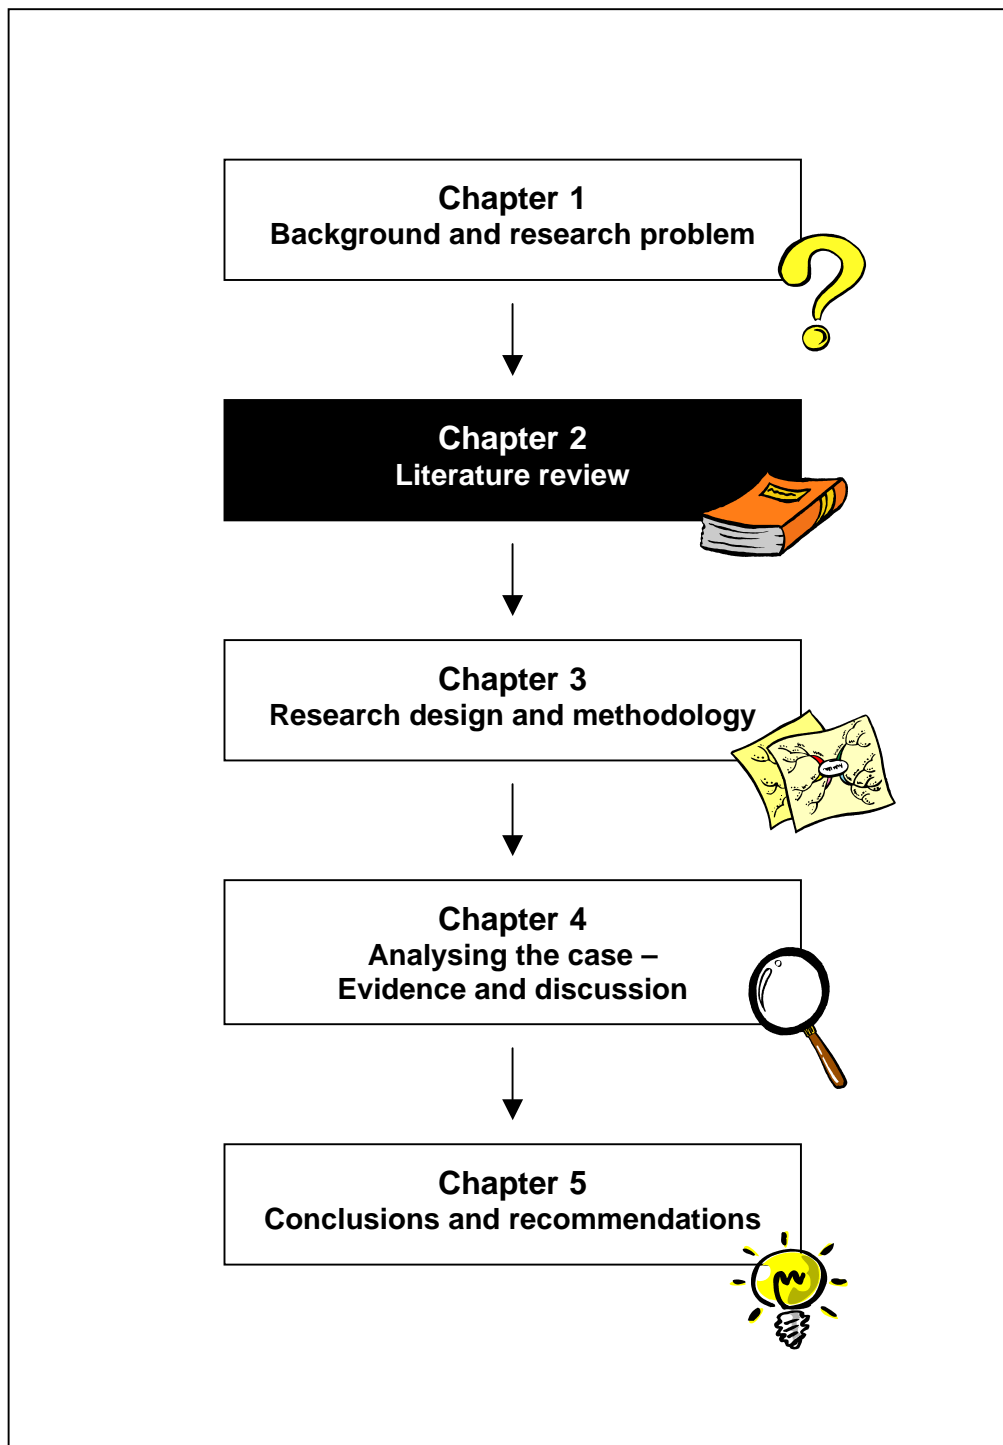 Chapter 1
Background and research problem
Chapter 2
Literature review
Chapter 3
Research design and methodology
Chapter 4
Analysing the case –
Evidence and discussion
Chapter 5
Conclusions and recommendations